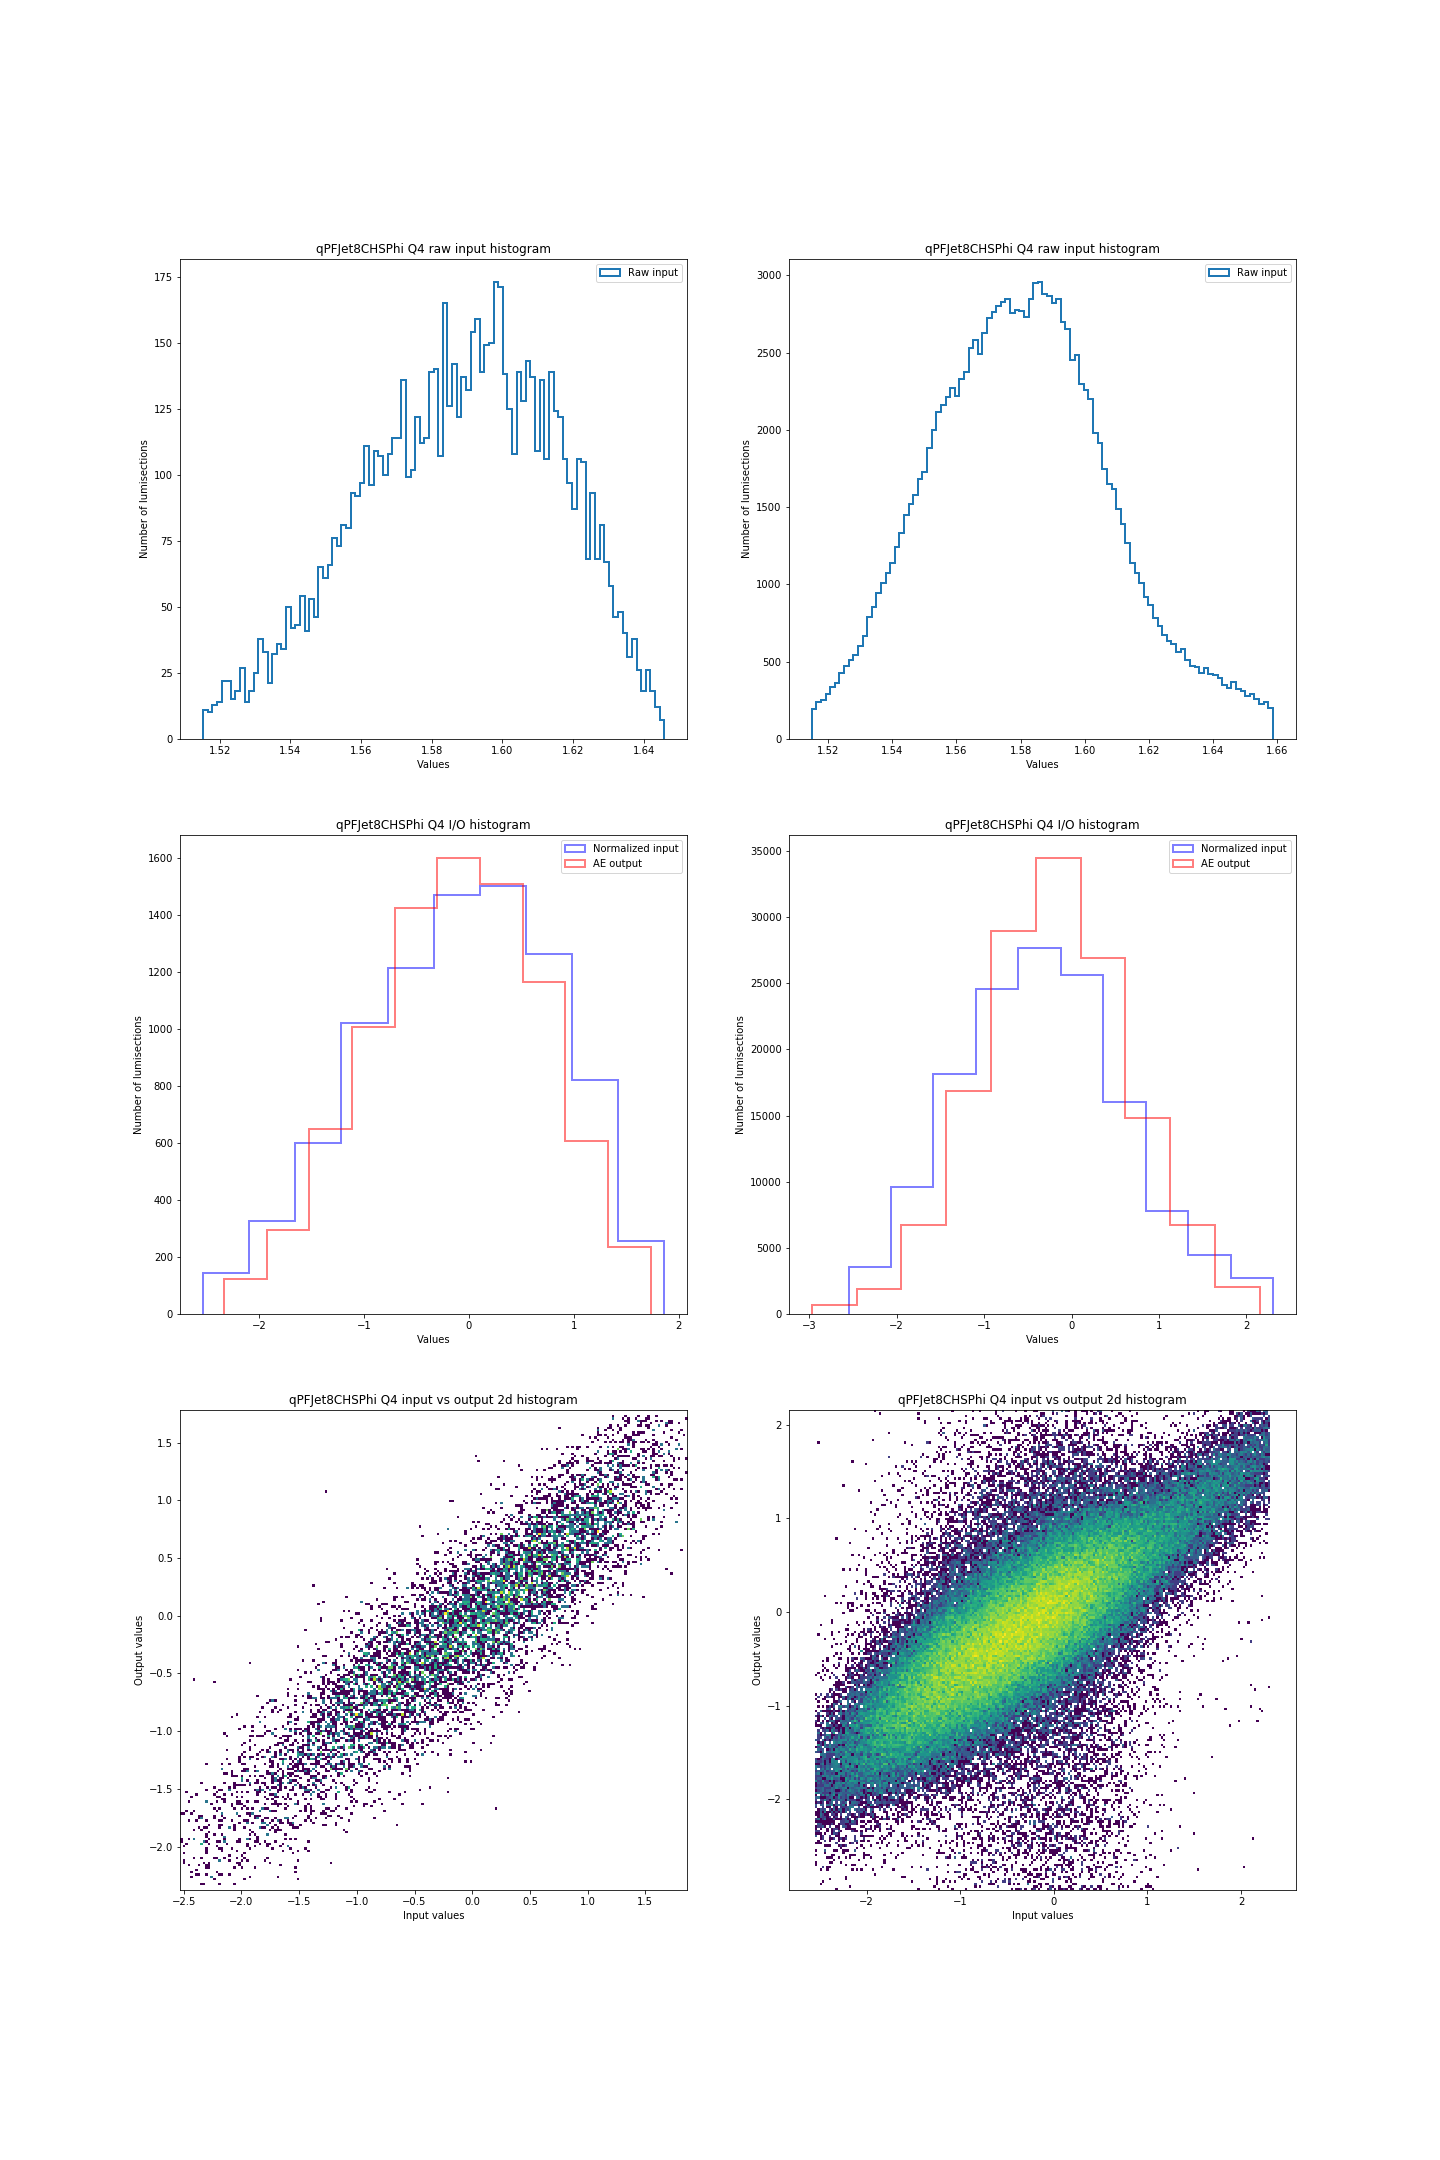 qPFJet8CHSPhi Q4 raw input histogram
Raw input
175
150
125
100
75
50
25
0
Number of lumisections
1.52 1.54 1.56 1.58 1.60 1.62 1.64
Values
qPFJet8CHSPhi Q4 raw input histogram
Raw input
3000
2500
2000
1500
1000
500
0
Number of lumisections
1.52 1.54 1.56 1.58 1.60 1.62 1.64 1.66
Values
qPFJet8CHSPhi Q4 I/O histogram
Normalized input
AE output
1600
1400
1200
1000
800
600
400
200
0
Number of lumisections
−2 −1 0 1 2
Values
qPFJet8CHSPhi Q4 I/O histogram
Normalized input
AE output
35000
30000
25000
20000
15000
10000
5000
0
Number of lumisections
−3 −2 −1 0 1 2
Values
qPFJet8CHSPhi Q4 input vs output 2d histogram
1.5
1.0
0.5
0.0
−0.5
−1.0
−1.5
−2.0
Output values
−2.5 −2.0 −1.5 −1.0 −0.5 0.0 0.5 1.0 1.5
Input values
qPFJet8CHSPhi Q4 input vs output 2d histogram
2
1
0
−1
−2
Output values
−2 −1 0 1 2
Input values